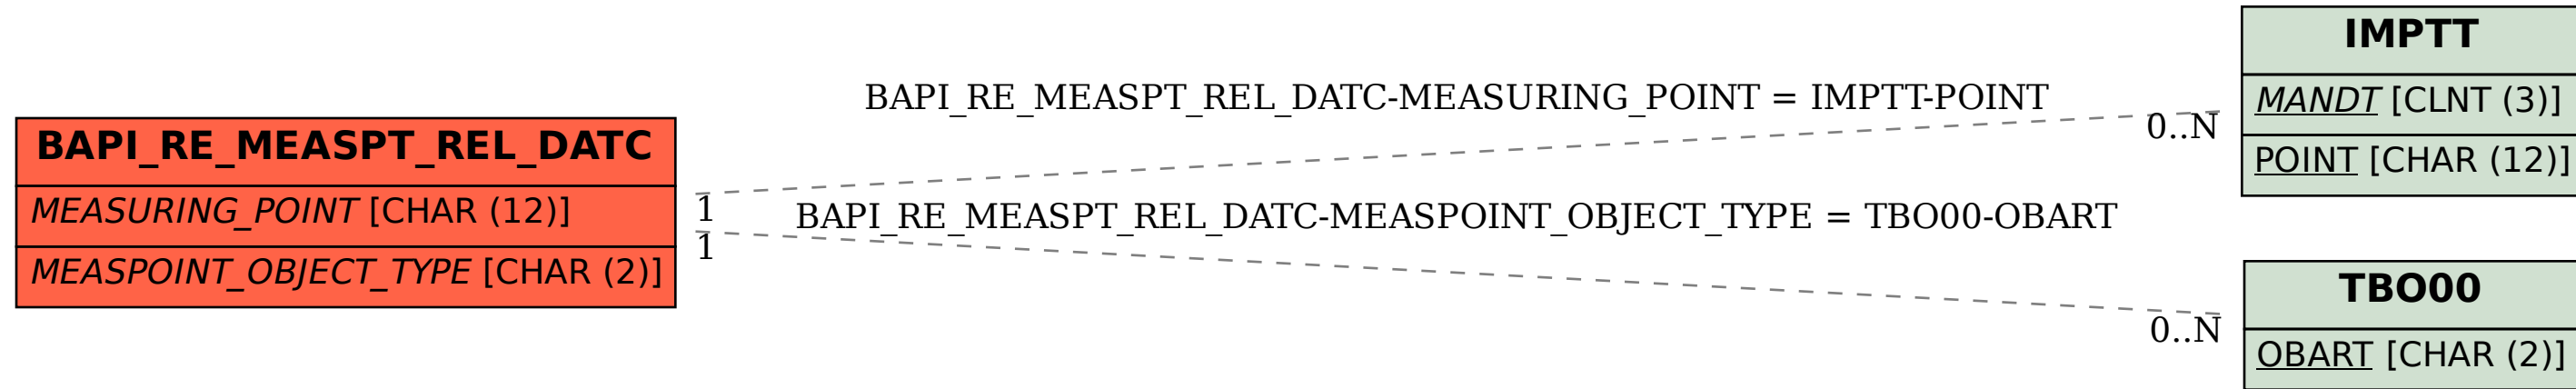 BAPI_RE_MEASPT_REL_DATC
MEASURING_POINT [CHAR (12)]
MEASPOINT_OBJECT_TYPE [CHAR (2)]
BAPI_RE_MEASPT_REL_DATC-MEASURING_POINT = IMPTT-POINT
1
0..N
BAPI_RE_MEASPT_REL_DATC-MEASPOINT_OBJECT_TYPE = TBO00-OBART
1
0..N
IMPTT
MANDT [CLNT (3)]
POINT [CHAR (12)]
TBO00
OBART [CHAR (2)]